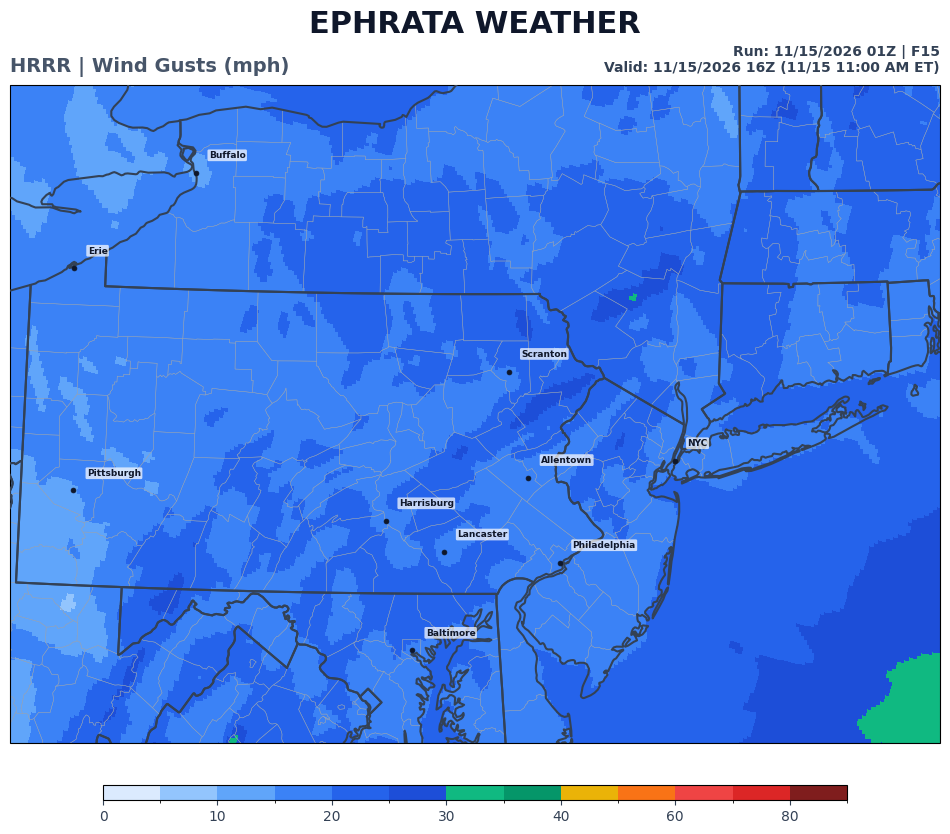 EPHRATA WEATHER
Run: 11/15/2026 01Z | F15
HRRR | Wind Gusts (mph)
Valid: 11/15/2026 16Z (11/15 11:00 AM ET)
Buffalo
Erie
Scranton
NYC
Allentown
Pittsburgh
Harrisburg
Lancaster
Philadelphia
Baltimore
0 10 20 30 40 50 60 70 80